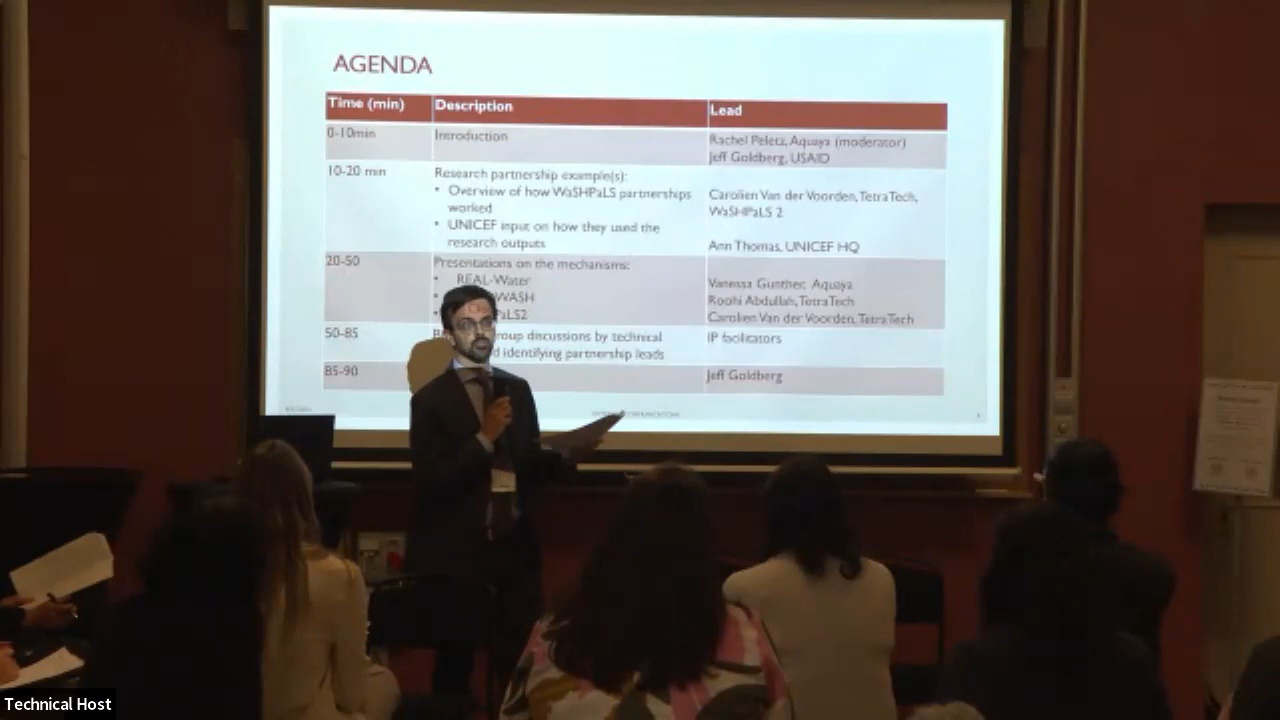 AGENDA
Time (min) Description Lead
0-10min Introduction Rachel Peletz, Aquaya (moderator)
Jeff Goldberg, USAID
10-20 min Research partnership example(s):
• Overview of how WaSHPaLS partnerships worked Carolien Van der Voorden, TetraTech, WaSHPaLS 2
• UNICEF input on how they used the research outputs Ann Thomas, UNICEF HQ
20-50 Presentations on the mechanisms:
REAL-Water Vanessa Gunther, Aquaya
WASH Roohi Abdullah, TetraTech
PaLS2 Carolien Van der Voorden, TetraTech
50-85 group discussions by technical IP facilitators
identifying partnership leads
85-90 Jeff Goldberg
Technical Host